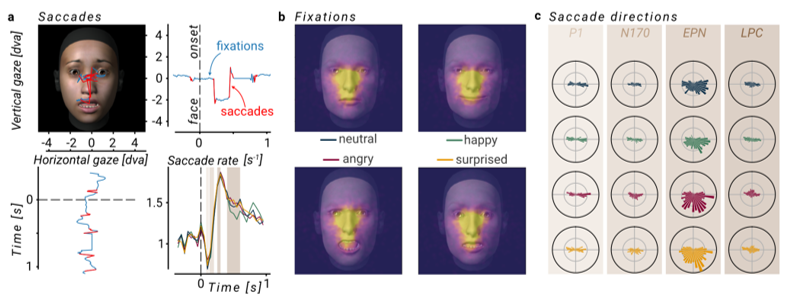 a Saccades
Vertical gaze [dva]
4
2
0
-2
-4
face onset
fixations
saccades
0 1
-4 -2 0 2 4
Horizontal gaze [dva]
Time [s]
0
1
Saccade rate [s⁻¹]
1.5
1
0 Time [s] 1
b Fixations
neutral
happy
angry
surprised
c Saccade directions
P1 N170 EPN LPC